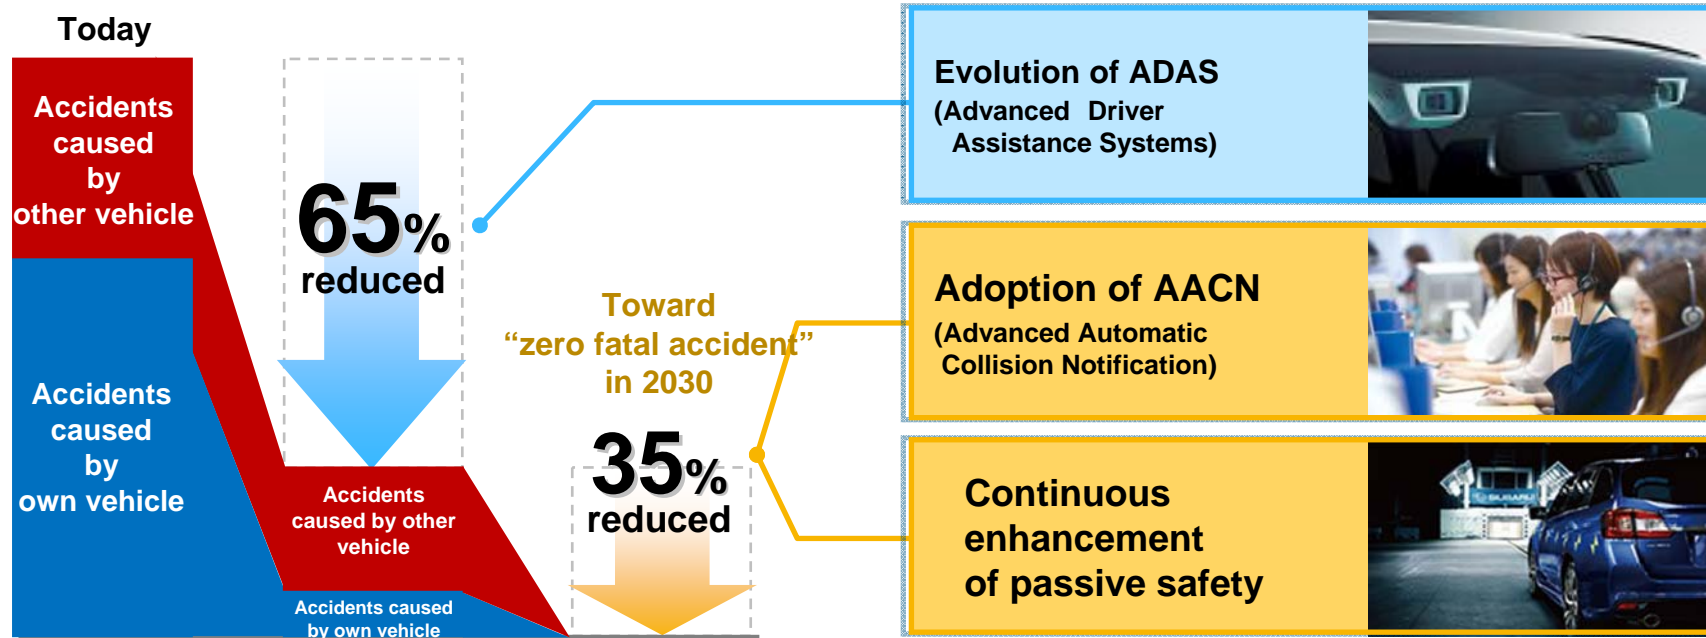 Today
Accidents
caused
by
other vehicle
Accidents
caused
by
own vehicle
65%
reduced
Accidents
caused by other
vehicle
Accidents caused
by own vehicle
Toward
“zero fatal accident”
in 2030
35%
reduced
Evolution of ADAS
(Advanced Driver
Assistance Systems)
Adoption of AACN
(Advanced Automatic
Collision Notification)
Continuous
enhancement
of passive safety
SUBARU